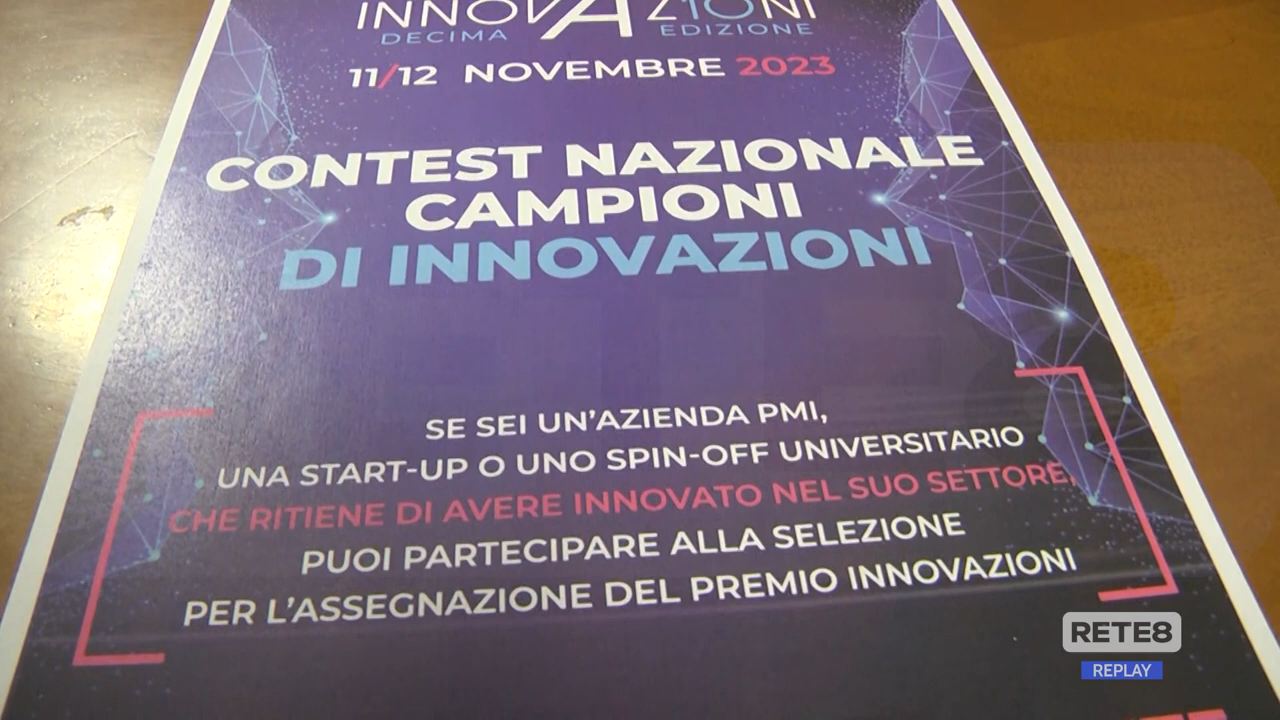 INNOVAZIONI
DECIMA EDIZIONE
11/12 NOVEMBRE 2023
CONTEST NAZIONALE
CAMPIONI
DI INNOVAZIONI
SE SEI UN'AZIENDA PMI,
UNA START-UP O UNO SPIN-OFF UNIVERSITARIO
CHE RITIENE DI AVERE INNOVATO NEL SUO SETTORE,
PUOI PARTECIPARE ALLA SELEZIONE
PER L'ASSEGNAZIONE DEL PREMIO INNOVAZIONI
RETE8
REPLAY